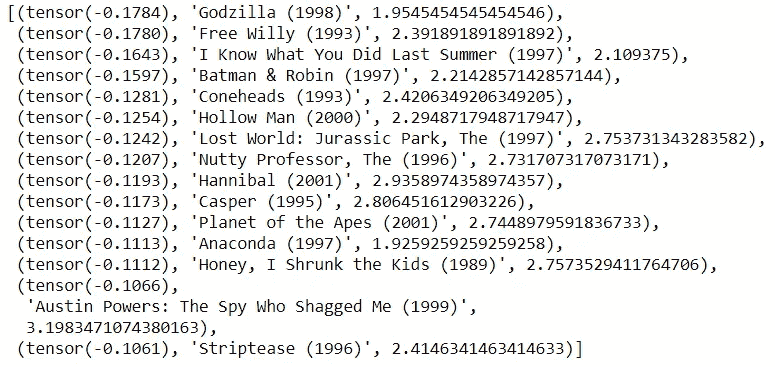 [(tensor(-0.1784), 'Godzilla (1998)', 1.9545454545454546),
(tensor(-0.1780), 'Free Willy (1993)', 2.391891891891892),
(tensor(-0.1643), 'I Know What You Did Last Summer (1997)', 2.109375),
(tensor(-0.1597), 'Batman & Robin (1997)', 2.2142857142857144),
(tensor(-0.1281), 'Coneheads (1993)', 2.4206349206349205),
(tensor(-0.1254), 'Hollow Man (2000)', 2.2948717948717947),
(tensor(-0.1242), 'Lost World: Jurassic Park, The (1997)', 2.753731343283582),
(tensor(-0.1207), 'Nutty Professor, The (1996)', 2.731707317073171),
(tensor(-0.1193), 'Hannibal (2001)', 2.9358974358974357),
(tensor(-0.1173), 'Casper (1995)', 2.806451612903226),
(tensor(-0.1127), 'Planet of the Apes (2001)', 2.7448979591836733),
(tensor(-0.1113), 'Anaconda (1997)', 1.9259259259259258),
(tensor(-0.1112), 'Honey, I Shrunk the Kids (1989)', 2.7573529411764706),
(tensor(-0.1066),
'Austin Powers: The Spy Who Shagged Me (1999)',
3.1983471074380163),
(tensor(-0.1061), 'Striptease (1996)', 2.4146341463414633)]